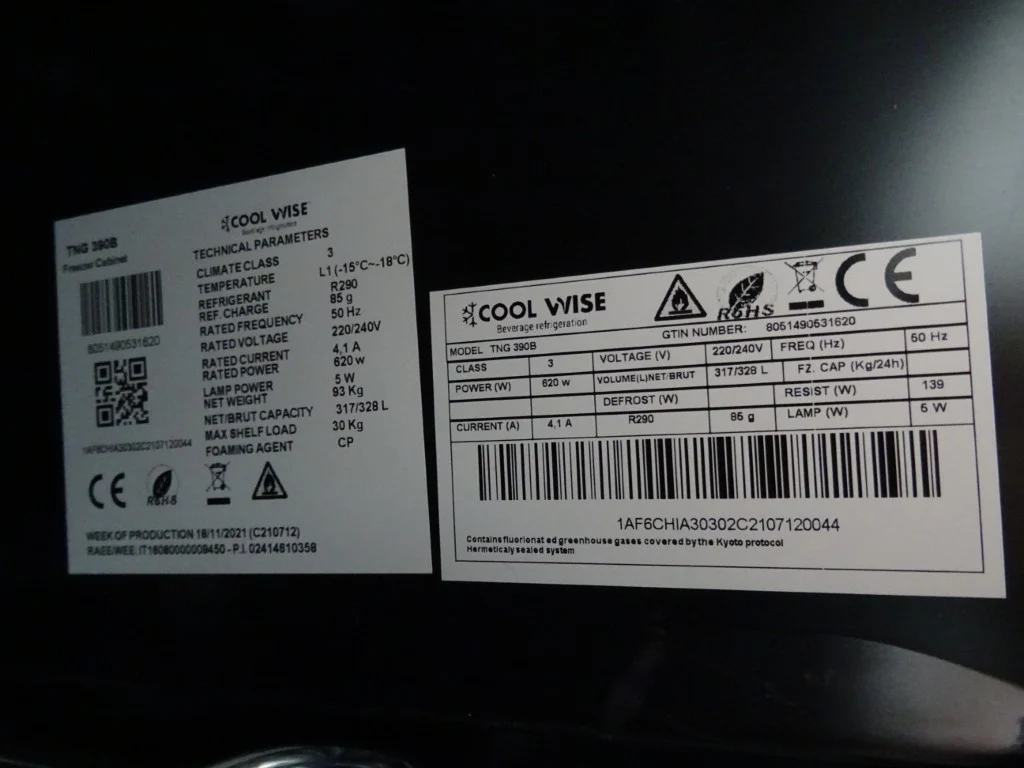 TNG 390B
Freezer Cabinet
8051490531620
1AF6CHIA30302C2107120044
COOL WISE
Beverage refrigeration
TECHNICAL PARAMETERS
CLIMATE CLASS 3
TEMPERATURE L1 (-15°C~-18°C)
REFRIGERANT R290
REF. CHARGE 85 g
RATED FREQUENCY 50 Hz
RATED VOLTAGE 220/240V
RATED CURRENT 4,1 A
RATED POWER 620 w
LAMP POWER 5 W
NET WEIGHT 93 Kg
NET/BRUT CAPACITY 317/328 L
MAX SHELF LOAD 30 Kg
FOAMING AGENT CP
CE
RoHS
WEEK OF PRODUCTION 18/11/2021 (C210712)
RAEE/WEE: IT16080000009450 - P.I. 02414610358
COOL WISE
Beverage refrigeration
RoHS
CE
GTIN NUMBER: 8051490531620
MODEL TNG 390B
CLASS 3 VOLTAGE (V) 220/240V FREQ (Hz) 50 Hz
POWER (W) 620 w VOLUME(L)NET/BRUT 317/328 L FZ. CAP (Kg/24h)
DEFROST (W) RESIST (W) 139
CURRENT (A) 4,1 A R290 85 g LAMP (W) 5 W
1AF6CHIA30302C2107120044
Contains fluorionat ed greenhouse gases covered by the Kyoto protocol
Hermeticaly sealed system